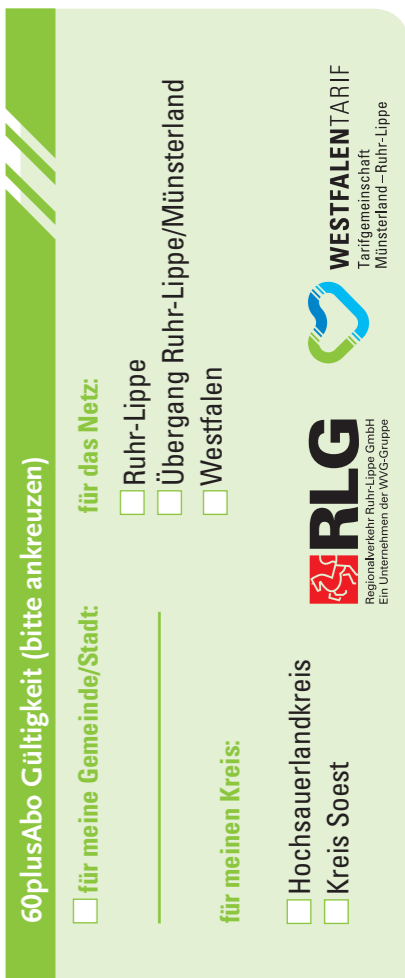 60plusAbo Gültigkeit (bitte ankreuzen)
für meine Gemeinde/Stadt:
für meinen Kreis:
Hochsauerlandkreis
Kreis Soest
für das Netz:
Ruhr-Lippe
Übergang Ruhr-Lippe/Münsterland
Westfalen
RLG
Regionalverkehr Ruhr-Lippe GmbH
Ein Unternehmen der WVG-Gruppe
WESTFALENTARIF
Tarifgemeinschaft
Münsterland – Ruhr-Lippe